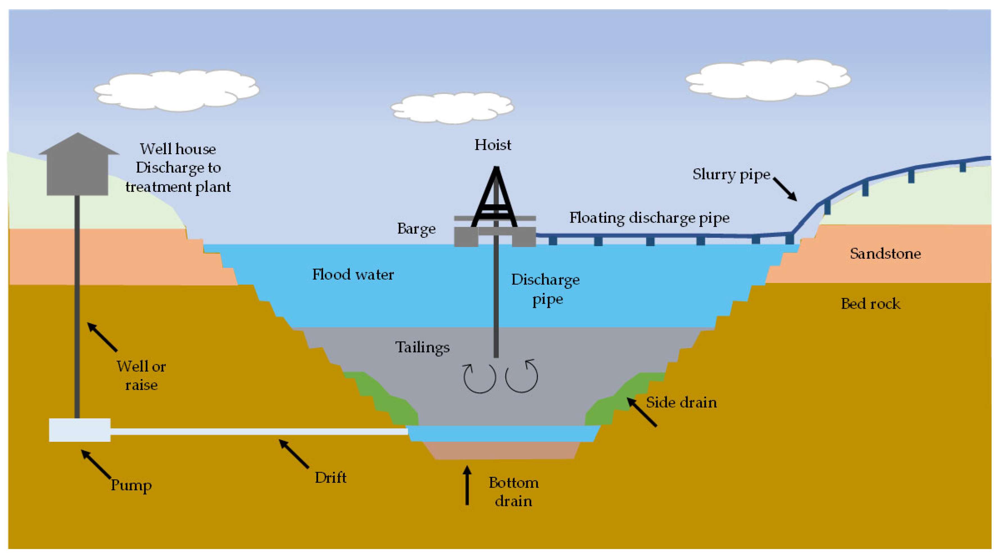 Hoist
Well house
Discharge to
treatment plant
Slurry pipe
Floating discharge pipe
Barge
Sandstone
Flood water
Discharge
pipe
Bed rock
Tailings
Well or
raise
Side drain
Drift
Pump
Bottom
drain